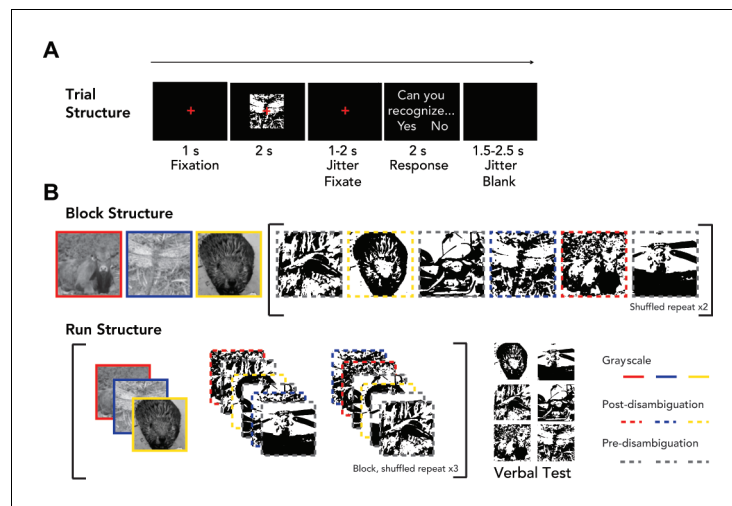 A
Trial
Structure
Can you
recognize...
Yes No
1 s
Fixation
2 s
1-2 s
Jitter
Fixate
2 s
Response
1.5-2.5 s
Jitter
Blank
B
Block Structure
Shuffled repeat x2
Run Structure
Block, shuffled repeat x3
Verbal Test
Grayscale
Post-disambiguation
Pre-disambiguation